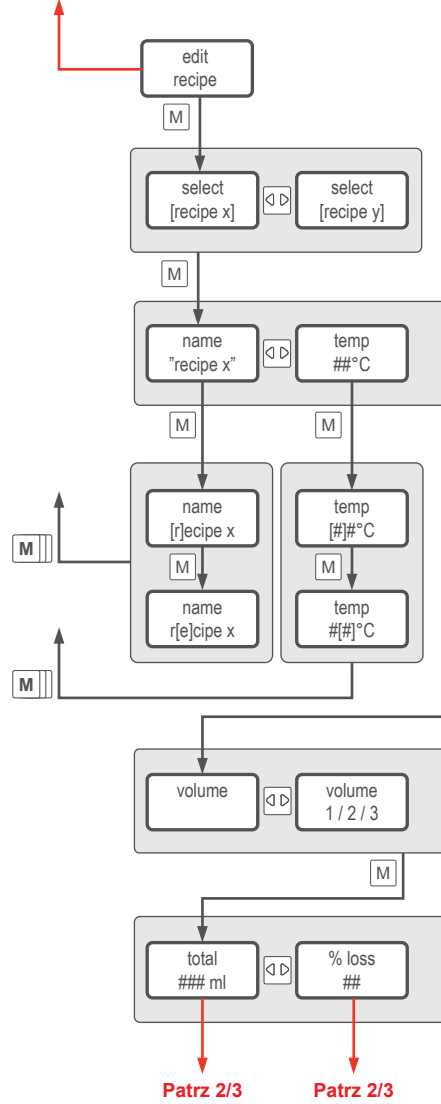 edit
recipe
M
select
[recipe x]
select
[recipe y]
M
name
”recipe x”
temp
##°C
M
M
name
[r]ecipe x
temp
[#]#°C
M
M
M
name
r[e]cipe x
temp
#[#]°C
M
volume
volume
1 / 2 / 3
M
total
### ml
% loss
##
Patrz 2/3
Patrz 2/3